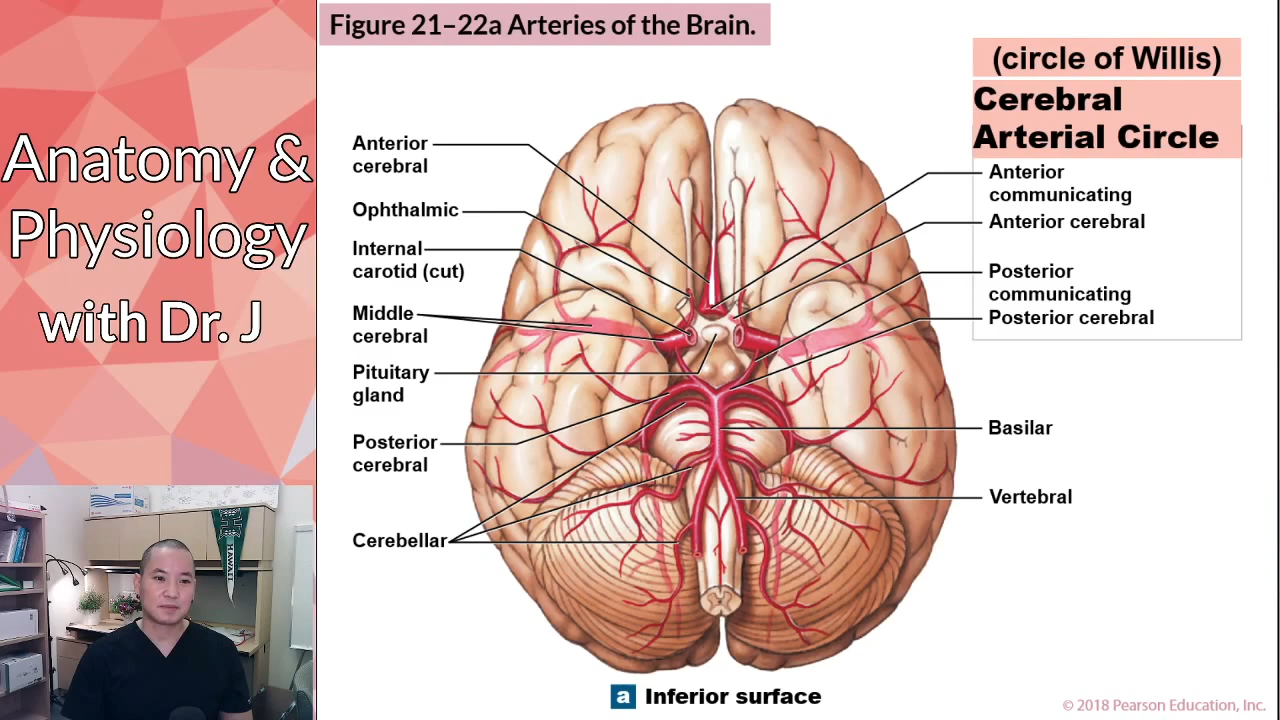 Anatomy &
Physiology
with Dr. J
HAWAII
Figure 21–22a Arteries of the Brain.
(circle of Willis)
Cerebral
Arterial Circle
Anterior
cerebral
Ophthalmic
Internal
carotid (cut)
Middle
cerebral
Pituitary
gland
Posterior
cerebral
Cerebellar
Anterior
communicating
Anterior cerebral
Posterior
communicating
Posterior cerebral
Basilar
Vertebral
a Inferior surface
© 2018 Pearson Education, Inc.